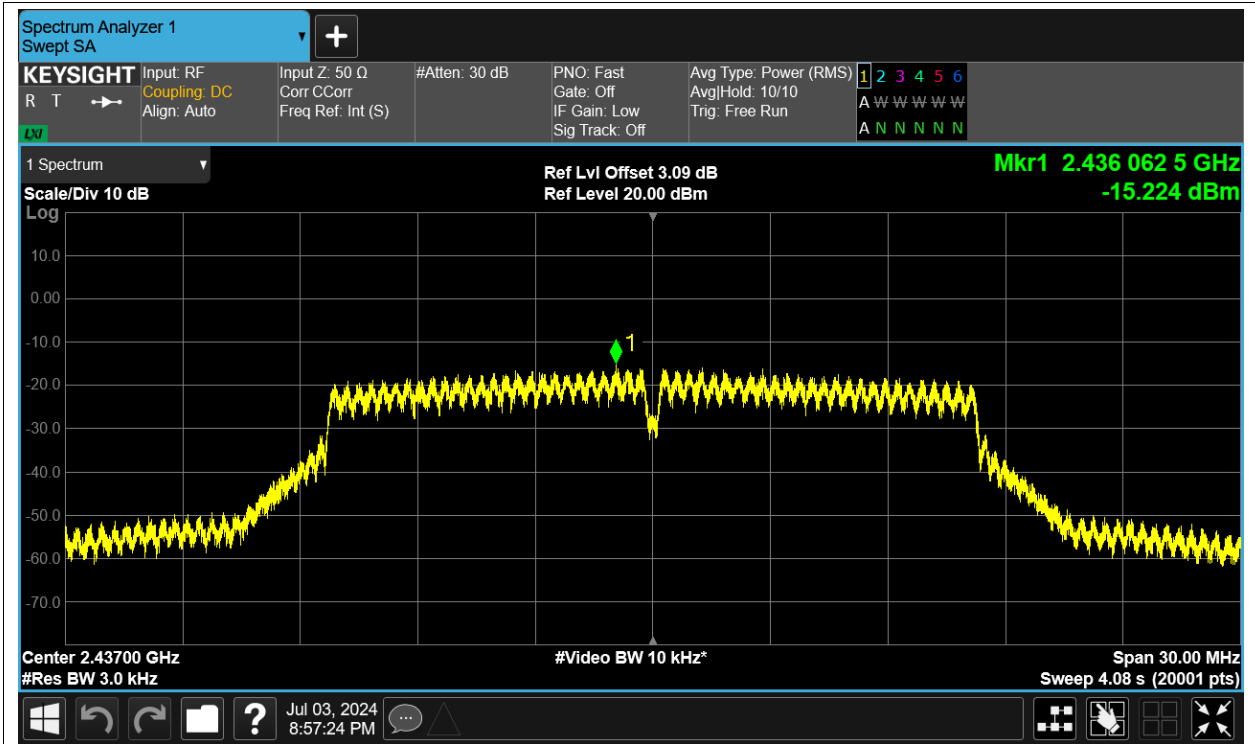 Spectrum Analyzer 1
Swept SA
+
KEYSIGHT
R T
LXI
Input: RF
Coupling: DC
Align: Auto
Input Z: 50 Ω
Corr CCorr
Freq Ref: Int (S)
#Atten: 30 dB
PNO: Fast
Gate: Off
IF Gain: Low
Sig Track: Off
Avg Type: Power (RMS)
Avg|Hold: 10/10
Trig: Free Run
1 2 3 4 5 6
A W W W W W
A N N N N N
1 Spectrum
Scale/Div 10 dB
Log
Ref Lvl Offset 3.09 dB
Ref Level 20.00 dBm
Mkr1 2.436 062 5 GHz
-15.224 dBm
10.0
0.00
-10.0
-20.0
-30.0
-40.0
-50.0
-60.0
-70.0
1
Center 2.43700 GHz
#Res BW 3.0 kHz
#Video BW 10 kHz*
Span 30.00 MHz
Sweep 4.08 s (20001 pts)
?
Jul 03, 2024
8:57:24 PM